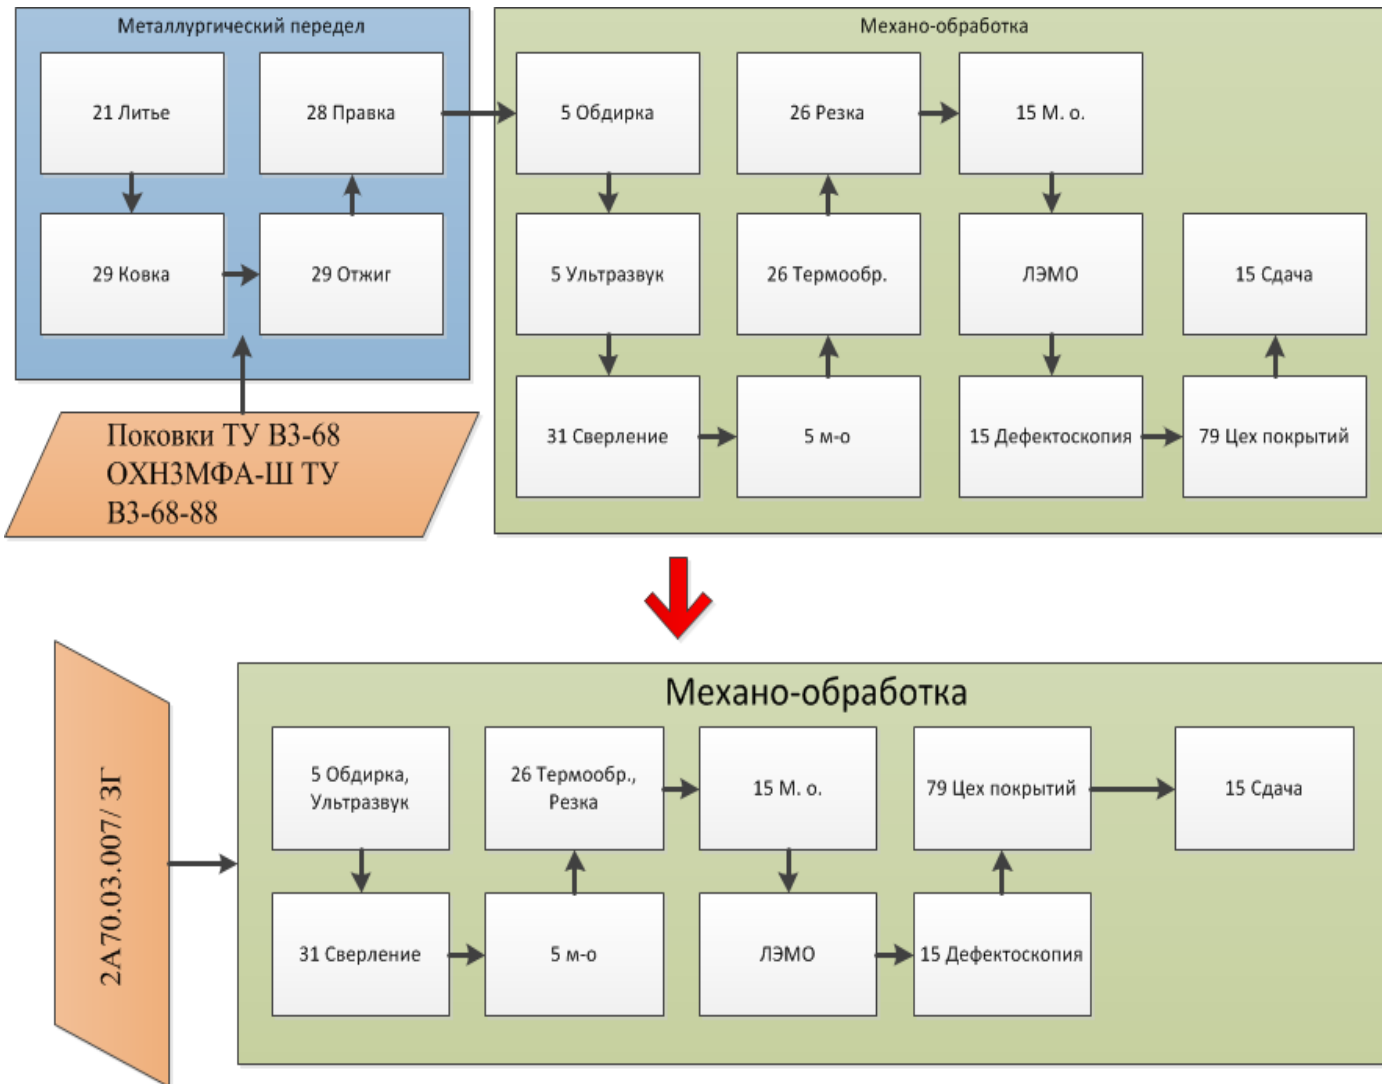 Металлургический передел
21 Литье
28 Правка
29 Ковка
29 Отжиг
Поковки ТУ В3-68
ОХН3МФА-Ш ТУ
В3-68-88
Механо-обработка
5 Обдирка
26 Резка
15 М. о.
5 Ультразвук
26 Термообр.
ЛЭМО
15 Сдача
31 Сверление
5 м-о
15 Дефектоскопия
79 Цех покрытий
2А70.03.007/ 3Г
Механо-обработка
5 Обдирка,
Ультразвук
26 Термообр.,
Резка
15 М. о.
79 Цех покрытий
15 Сдача
31 Сверление
5 м-о
ЛЭМО
15 Дефектоскопия